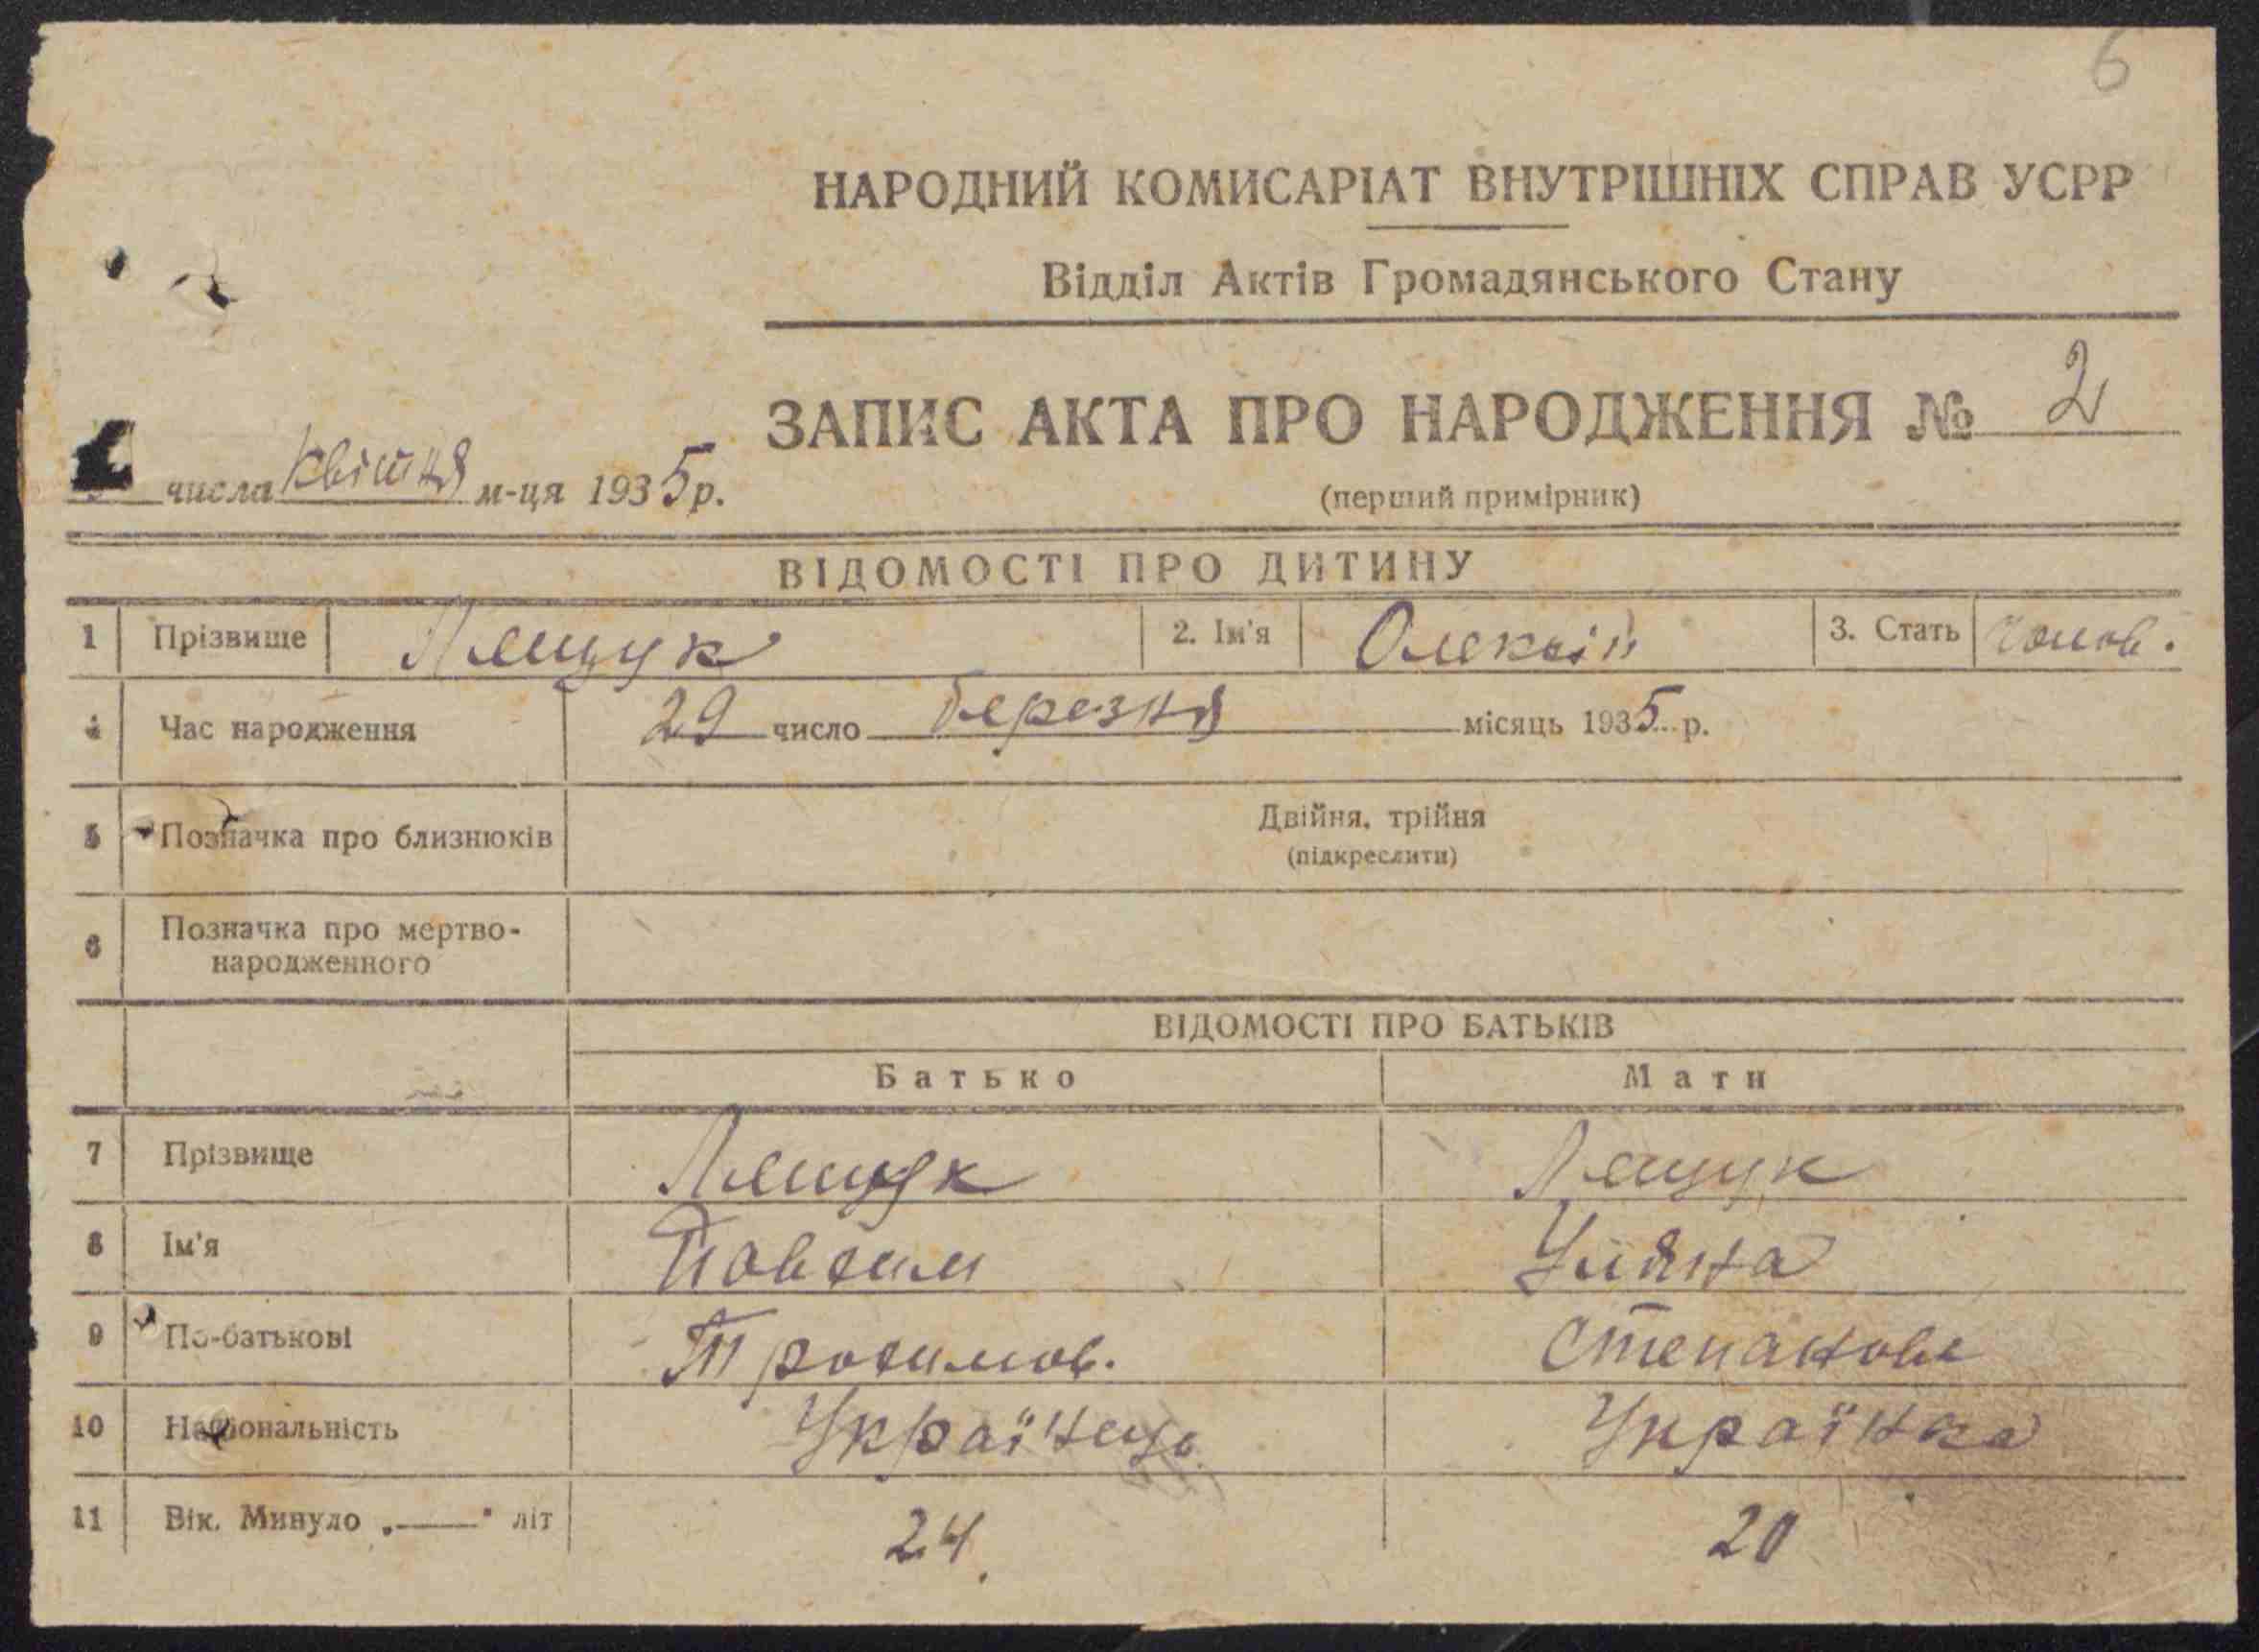 6
НАРОДНИЙ КОМИСАРІАТ ВНУТРІШНІХ СПРАВ УСРР
Відділ Актів Громадянського Стану
ЗАПИС АКТА ПРО НАРОДЖЕННЯ № 2
числа квітня м-ця 1935 р.
(перший примірник)
ВІДОМОСТІ ПРО ДИТИНУ
1 Прізвище Лящук 2. Ім'я Олексій 3. Стать чолов.
4 Час народження 29 число березня місяць 1935 р.
5 Позначка про близнюків Двійня, трійня
(підкреслити)
6 Позначка про мертво-
народженного
ВІДОМОСТІ ПРО БАТЬКІВ
Батько Мати
7 Прізвище Лящук Лящук
8 Ім'я Уляна
9 По-батькові Степанова
10 Національність Українець Українка
11 Вік. Минуло „—" літ 24 20